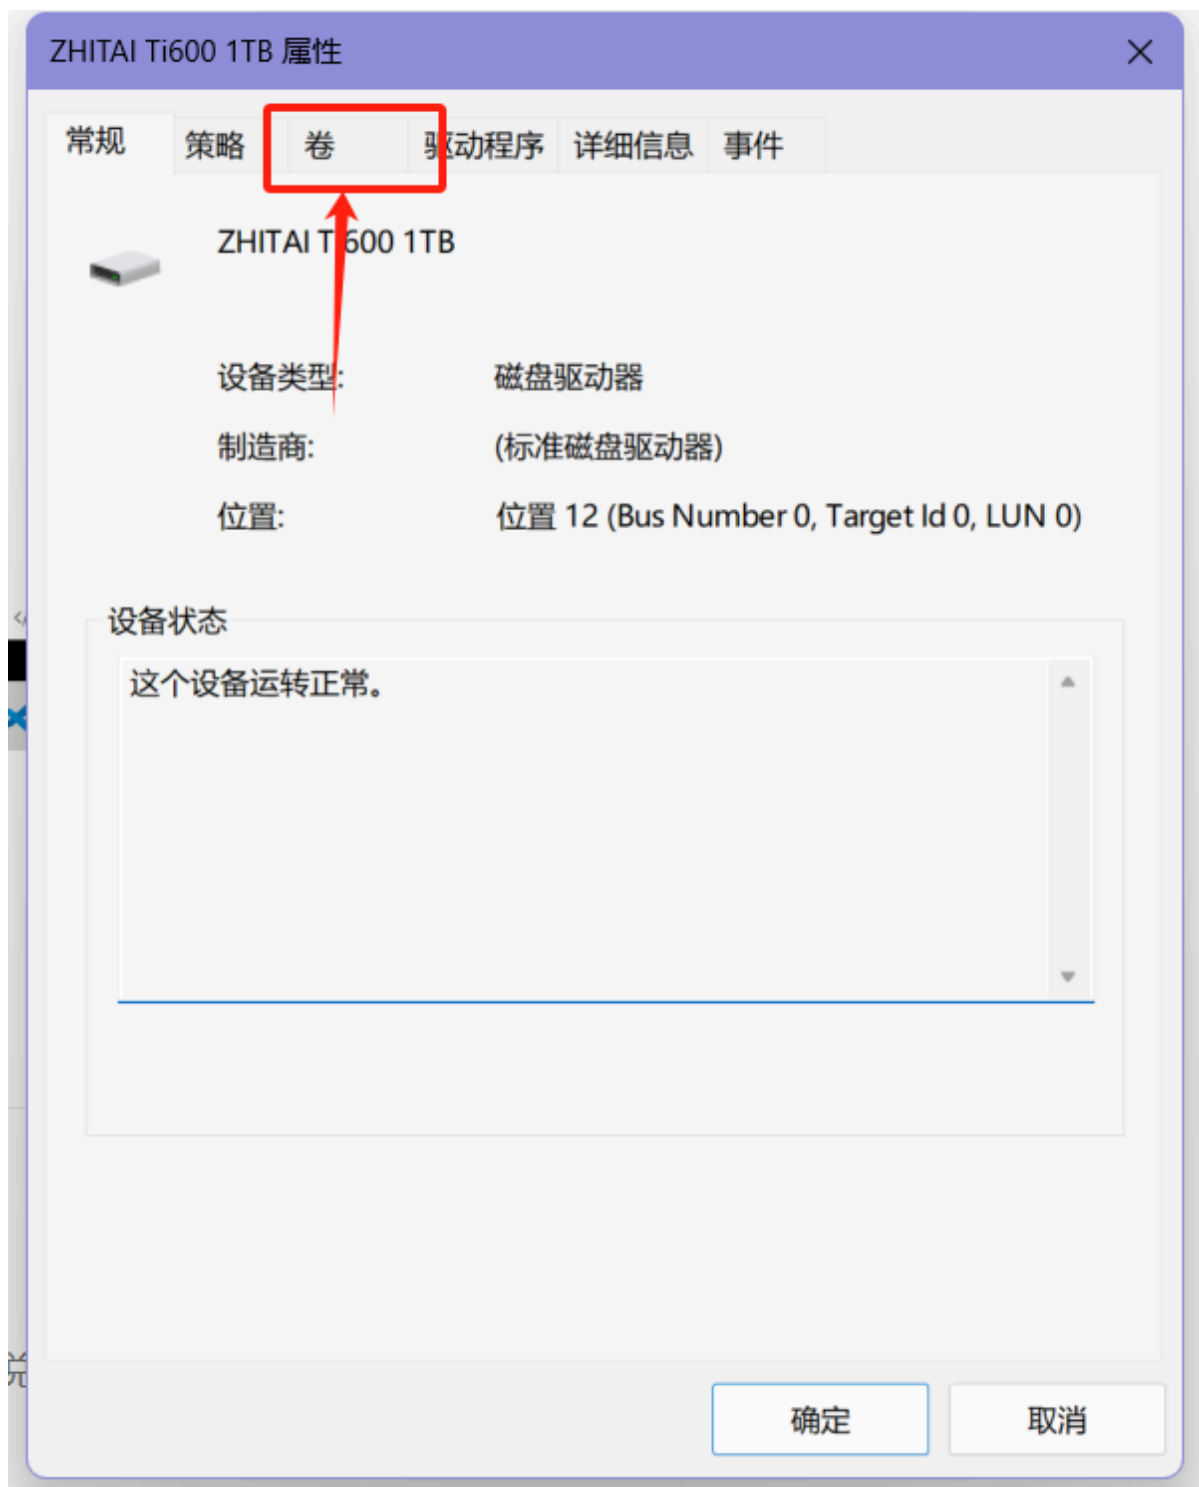 ZHITAI Ti600 1TB 属性
常规 策略 卷 驱动程序 详细信息 事件
ZHITAI Ti600 1TB
设备类型: 磁盘驱动器
制造商: (标准磁盘驱动器)
位置: 位置 12 (Bus Number 0, Target Id 0, LUN 0)
设备状态
这个设备运转正常。
确定 取消